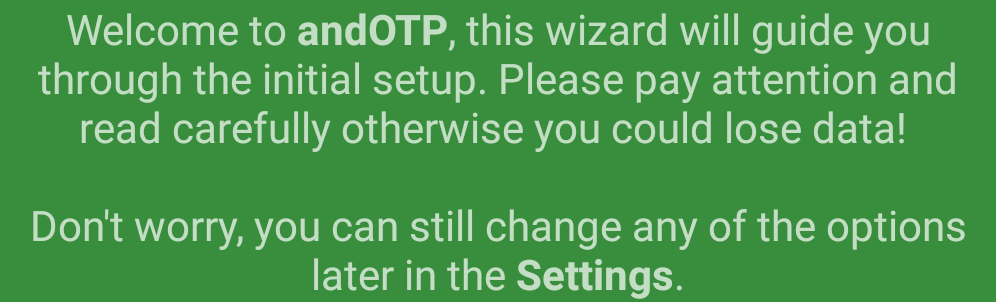 Welcome to andOTP, this wizard will guide you
through the initial setup. Please pay attention and
read carefully otherwise you could lose data!
Don't worry, you can still change any of the options
later in the Settings.